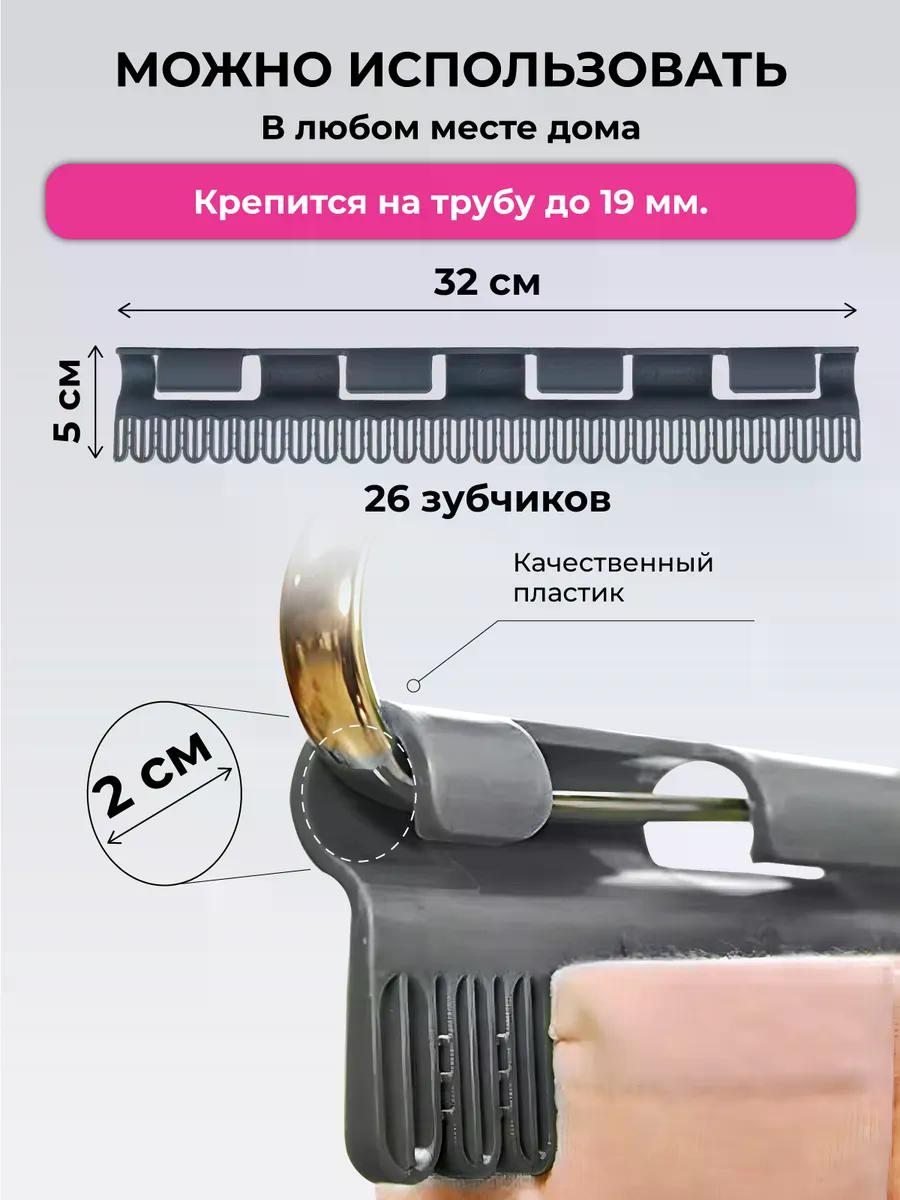 МОЖНО ИСПОЛЬЗОВАТЬ
В любом месте дома
Крепится на трубу до 19 мм.
32 см
5 см
26 зубчиков
Качественный
пластик
2 см